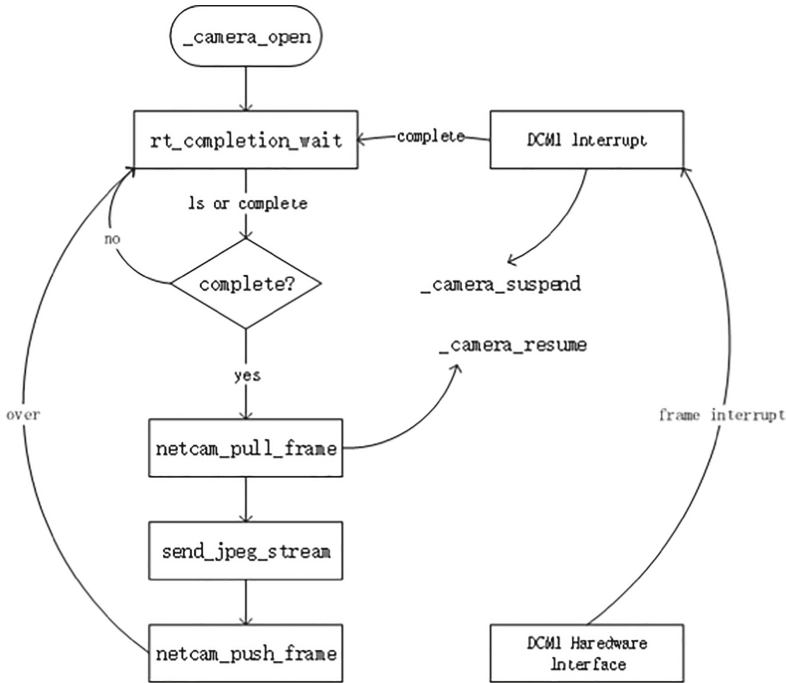 _camera_open
rt_completion_wait
complete
DCMI Interrupt
1s or complete
no
complete?
_camera_suspend
_camera_resume
yes
over
frame interrupt
netcam_pull_frame
send_jpeg_stream
netcam_push_frame
DCMI Haredware
Interface